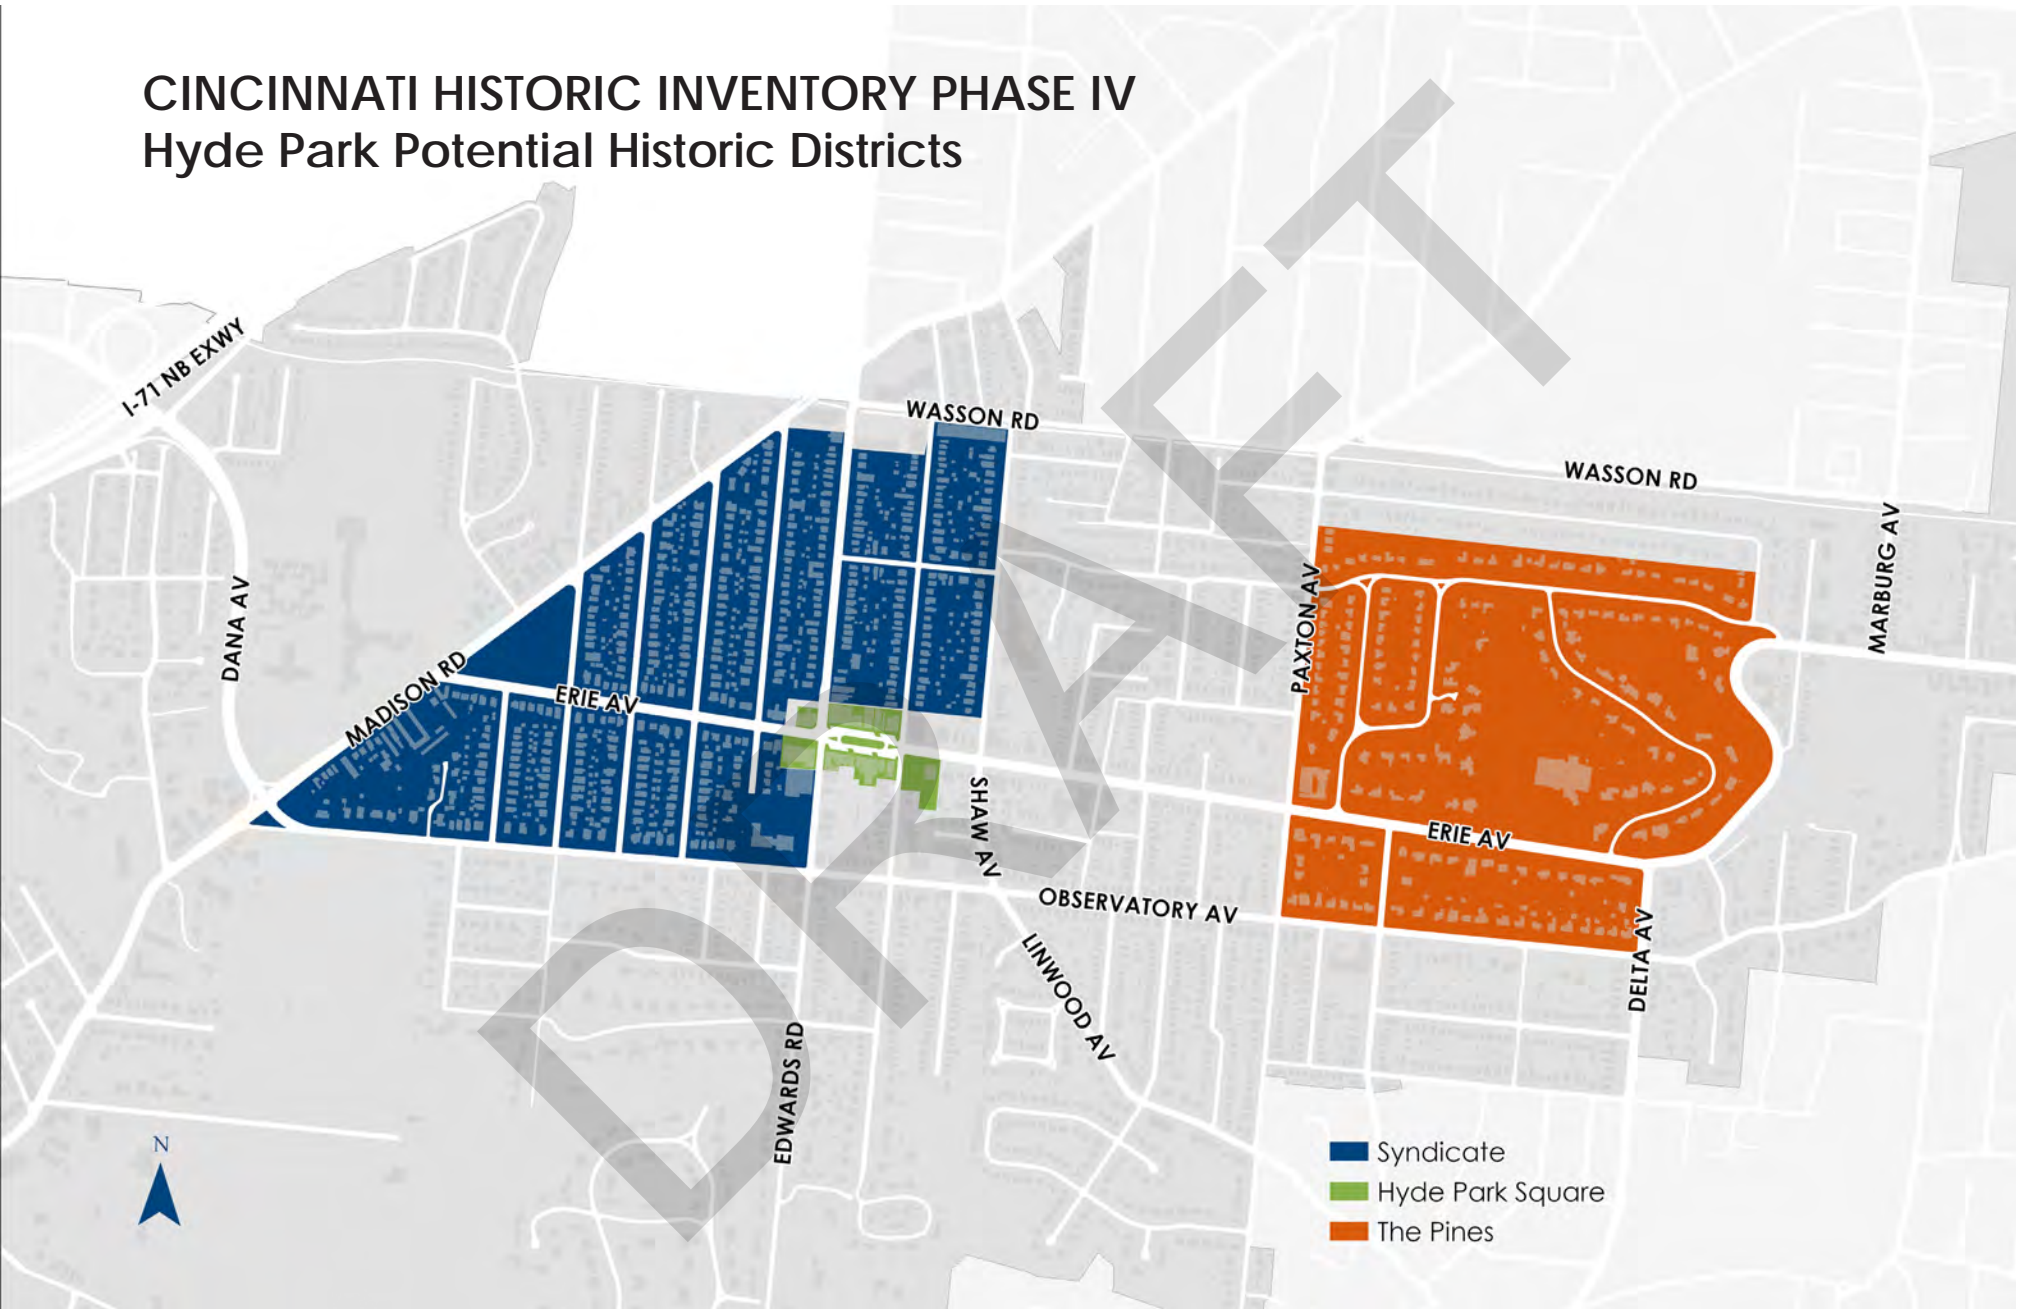 CINCINNATI HISTORIC INVENTORY PHASE IV
Hyde Park Potential Historic Districts
I-71 NB EXWY
WASSON RD
WASSON RD
MARBURG AV
DANA AV
PAXTON AV
MADISON RD
ERIE AV
SHAW AV
ERIE AV
OBSERVATORY AV
DELTA AV
LINWOOD AV
EDWARDS RD
DRAFT
N
Syndicate
Hyde Park Square
The Pines